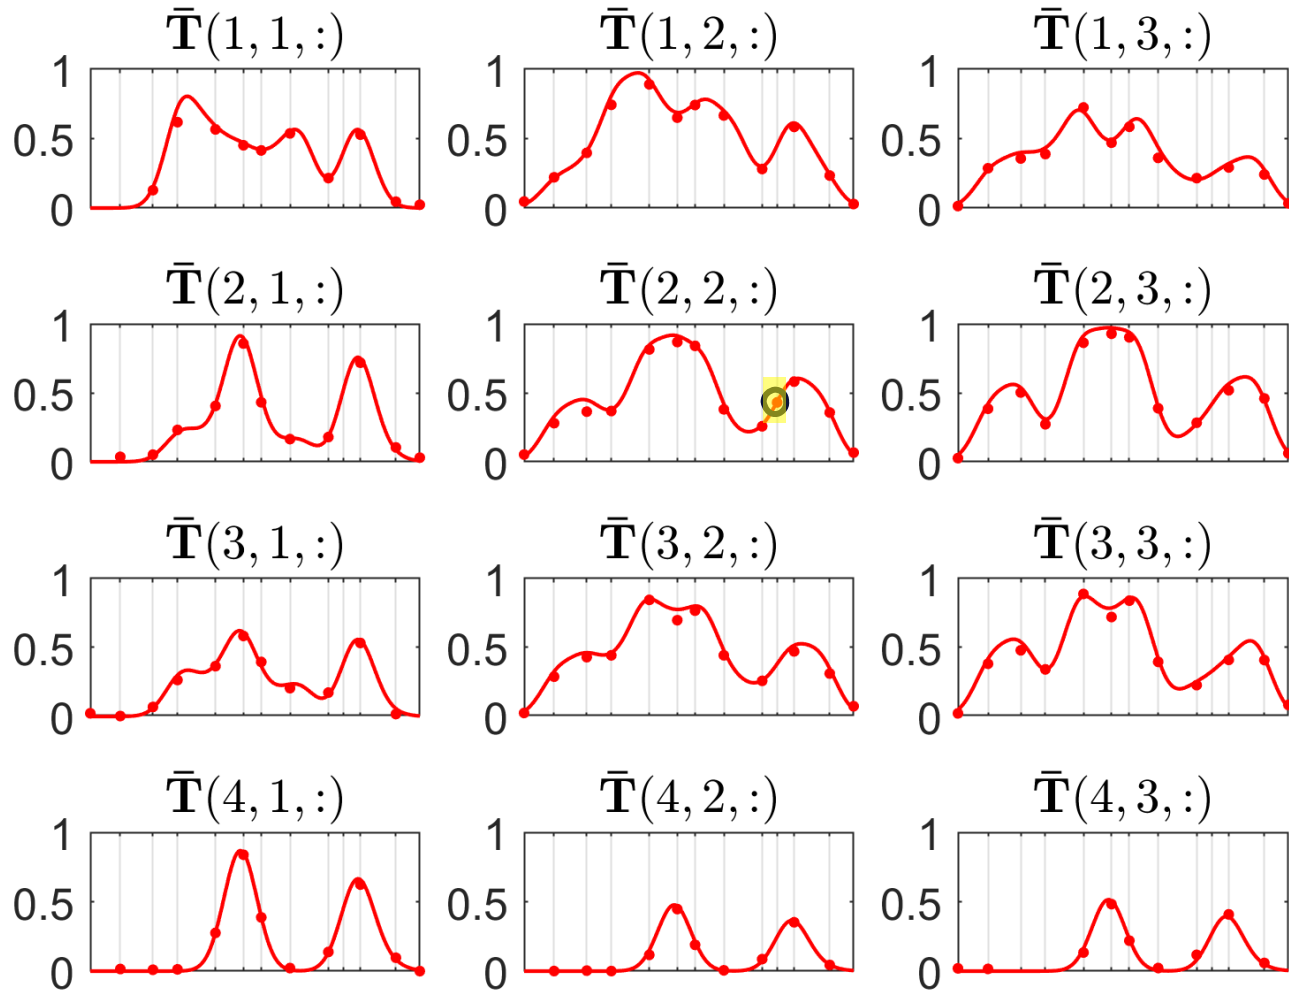 T̄(1, 1, :) T̄(1, 2, :) T̄(1, 3, :)
1 1 1
0.5 0.5 0.5
0 0 0
T̄(2, 1, :) T̄(2, 2, :) T̄(2, 3, :)
1 1 1
0.5 0.5 0.5
0 0 0
T̄(3, 1, :) T̄(3, 2, :) T̄(3, 3, :)
1 1 1
0.5 0.5 0.5
0 0 0
T̄(4, 1, :) T̄(4, 2, :) T̄(4, 3, :)
1 1 1
0.5 0.5 0.5
0 0 0